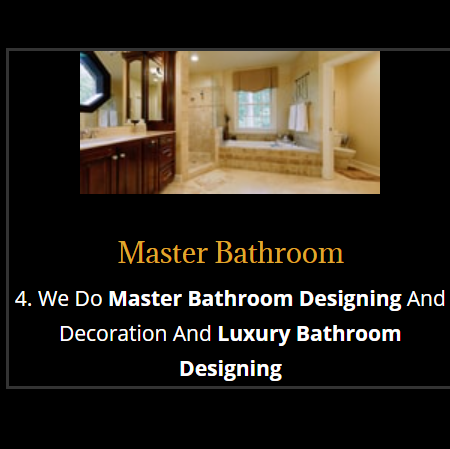 Master Bathroom
4. We Do Master Bathroom Designing And
Decoration And Luxury Bathroom
Designing